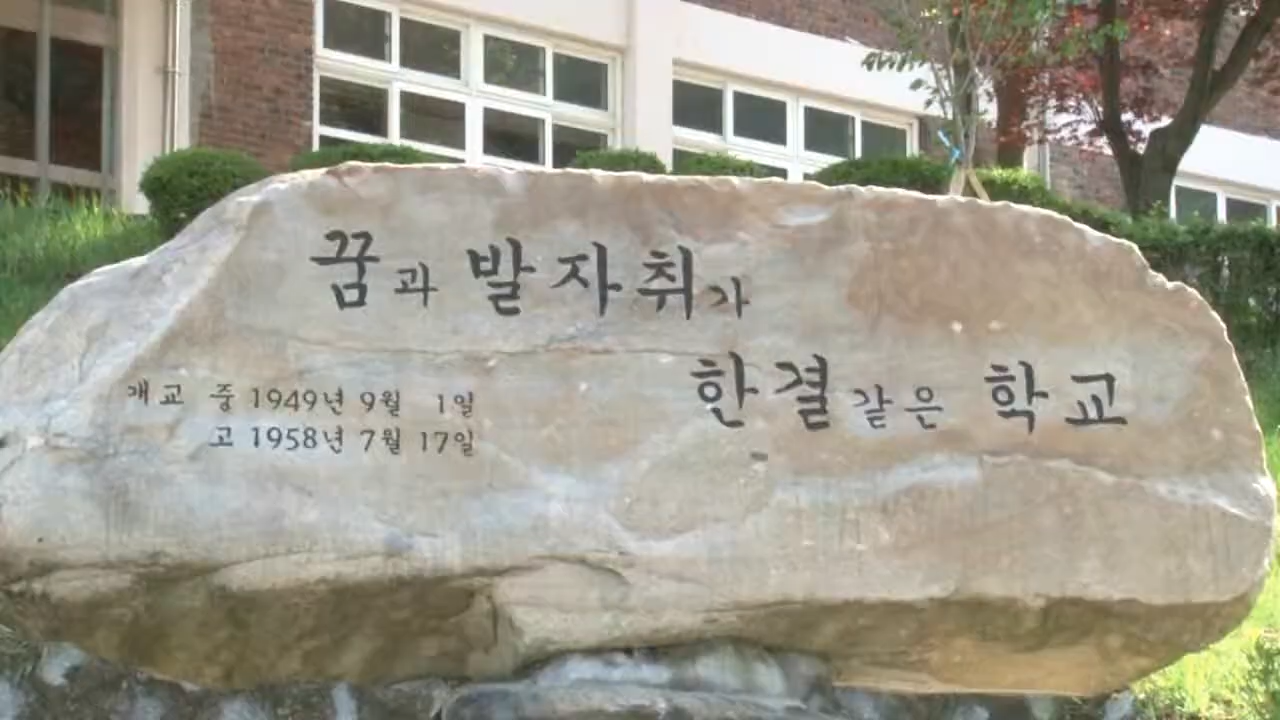 꿈과 발자취가
한결같은 학교
개교 중 1949년 9월 1일
고 1958년 7월 17일